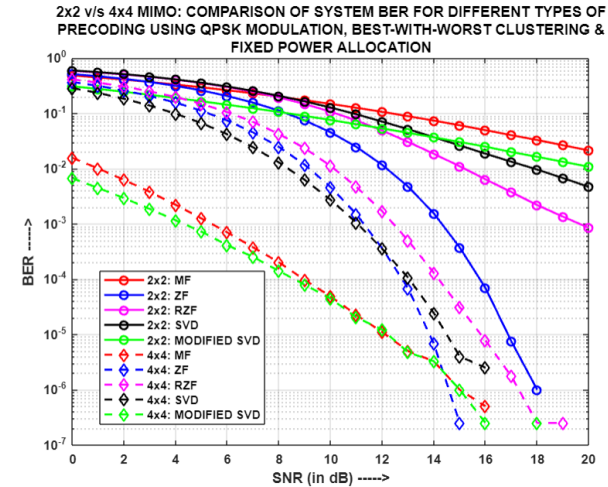 2x2 v/s 4x4 MIMO: COMPARISON OF SYSTEM BER FOR DIFFERENT TYPES OF
PRECODING USING QPSK MODULATION, BEST-WITH-WORST CLUSTERING &
FIXED POWER ALLOCATION
10^0
10^-1
10^-2
10^-3
10^-4
10^-5
10^-6
10^-7
BER ----->
2x2: MF
2x2: ZF
2x2: RZF
2x2: SVD
2x2: MODIFIED SVD
4x4: MF
4x4: ZF
4x4: RZF
4x4: SVD
4x4: MODIFIED SVD
0 2 4 6 8 10 12 14 16 18 20
SNR (in dB) ----->